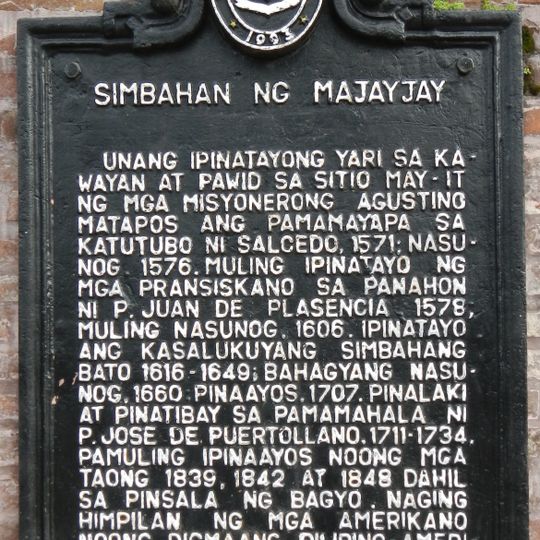 1993
SIMBAHAN NG MAJAYJAY
UNANG IPINATAYONG YARI SA KA-
WAYAN AT PAWID SA SITIO MAY-IT
NG MGA MISYONERONG AGUSTINO
MATAPOS ANG PAMAMAYAPA SA
KATUTUBO NI SALCEDO, 1571; NASU-
NOG, 1576. MULING IPINATAYO NG
MGA PRANSISKANO SA PANAHON
NI P. JUAN DE PLASENCIA 1578,
MULING NASUNOG, 1606. IPINATAYO
ANG KASALUKUYANG SIMBAHANG
BATO 1616-1649; BAHAGYANG NASU-
NOG, 1660. PINAAYOS, 1707. PINALAKI
AT PINATIBAY SA PAMAMAHALA NI
P. JOSE DE PUERTOLLANO, 1711-1734.
PAMULING IPINAAYOS NOONG MGA
TAONG 1839, 1842 AT 1848 DAHIL
SA PINSALA NG BAGYO. NAGING
HIMPILAN NG MGA AMERIKANO
NOONG DIGMAANG PILIPINO AMERI-